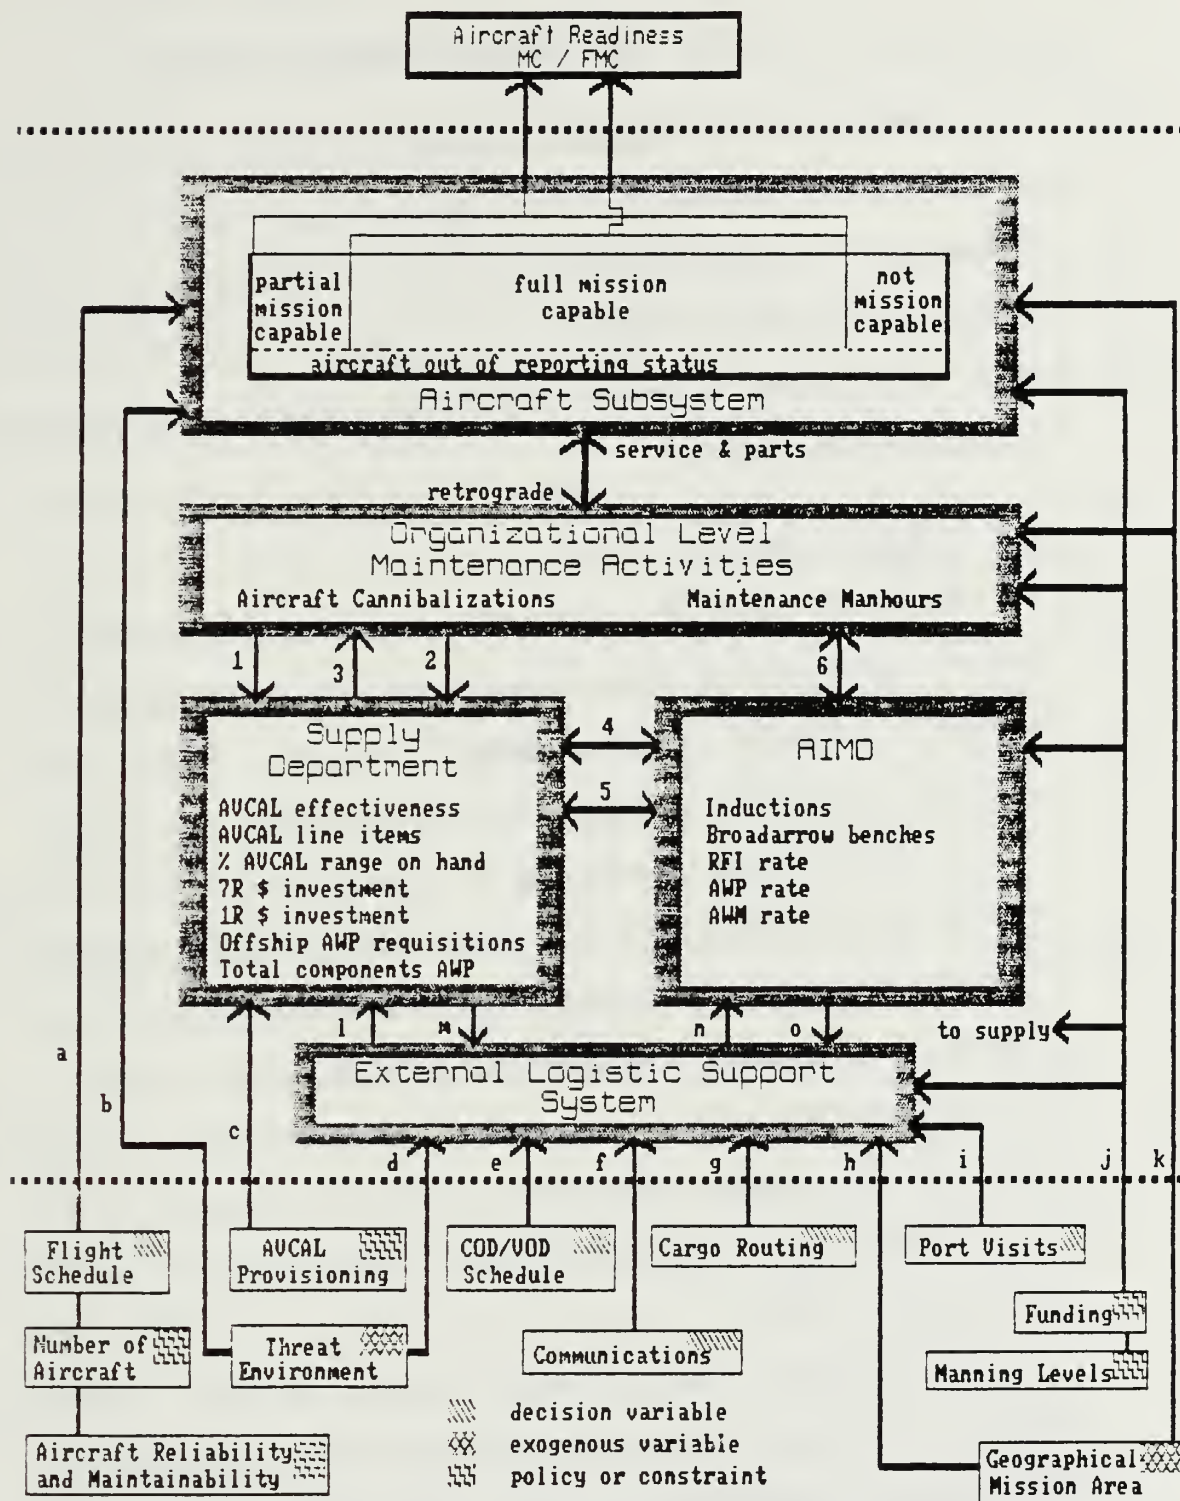 Aircraft Readiness
MC / FMC
partial
mission
capable
full mission
capable
not
mission
capable
aircraft out of reporting status
Aircraft Subsystem
service & parts
retrograde
Organizational Level
Maintenance Activities
Aircraft Cannibalizations
Maintenance Manhours
1
3
2
6
Supply
Department
AVCAL effectiveness
AVCAL line items
% AVCAL range on hand
7R $ investment
1R $ investment
Offship AWP requisitions
Total components AWP
4
5
AIMD
Inductions
Broadarrow benches
RFI rate
AWP rate
AWM rate
l
m
n
o
to supply
External Logistic Support
System
a
b
c
d
e
f
g
h
i
j
k
Flight
Schedule
AVCAL
Provisioning
COD/VOD
Schedule
Cargo Routing
Port Visits
Number of
Aircraft
Threat
Environment
Communications
Funding
Manning Levels
Aircraft Reliability
and Maintainability
decision variable
exogenous variable
policy or constraint
Geographical
Mission Area